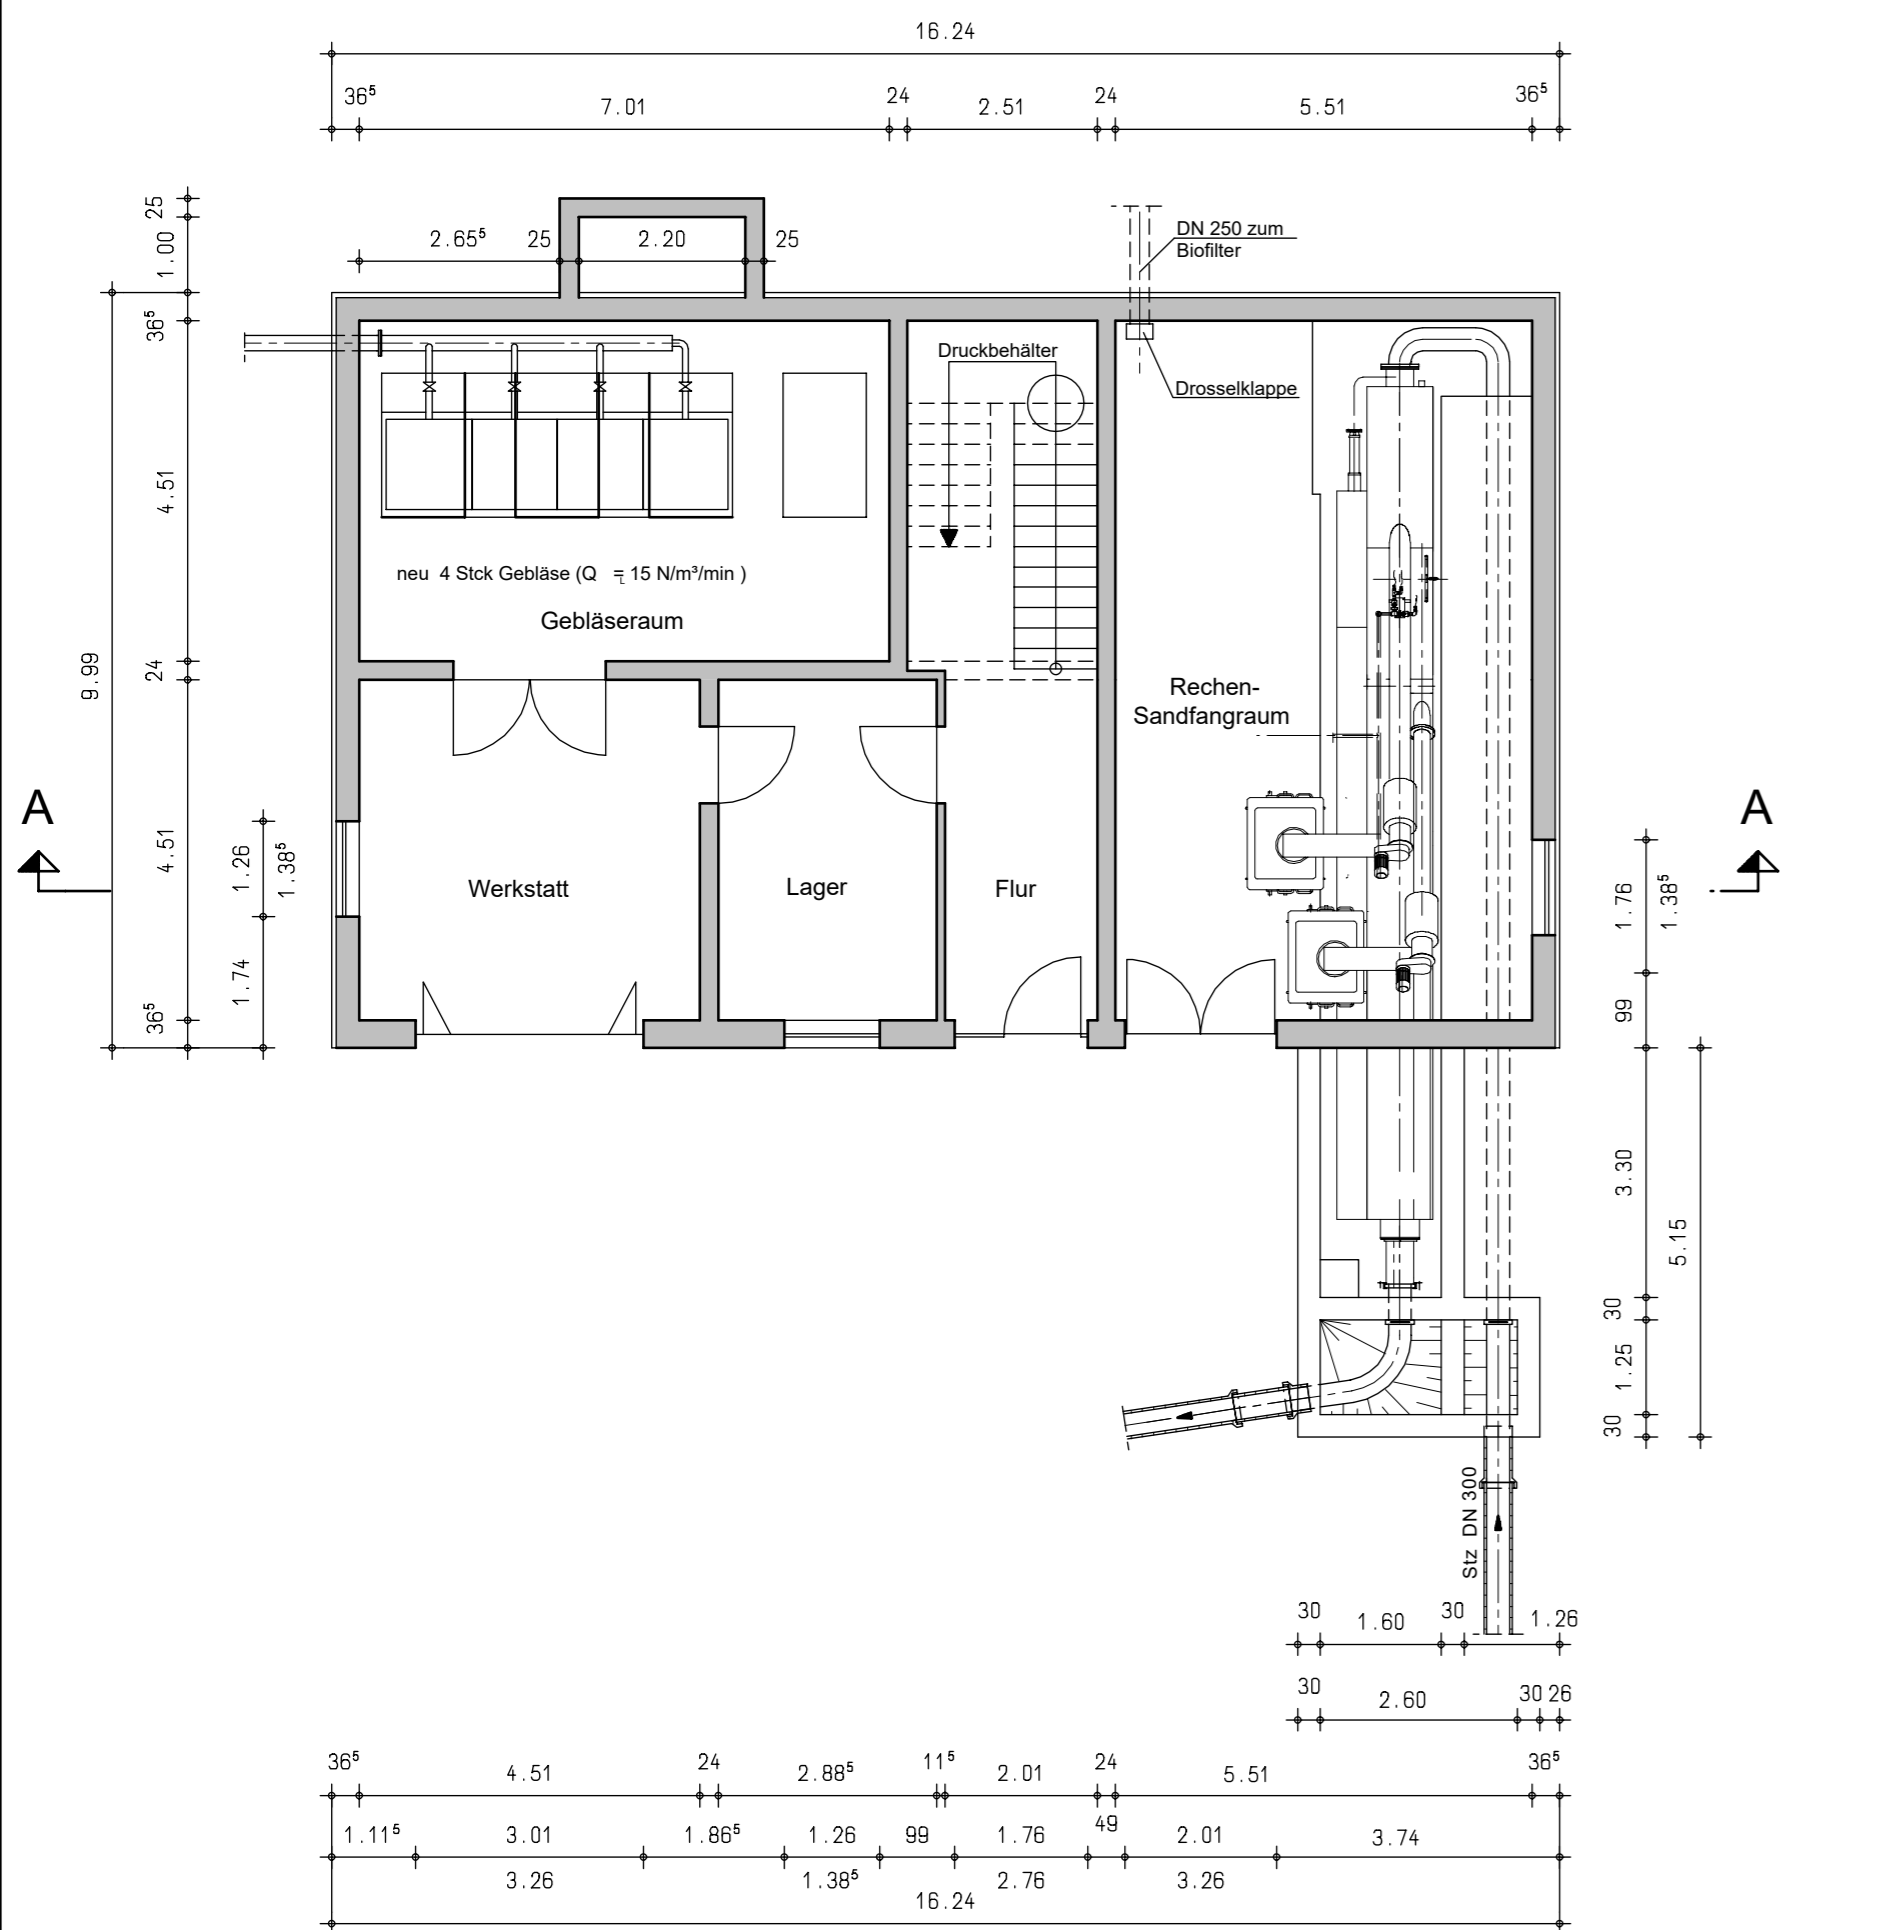 16.24
36⁵ 7.01 24 2.51 24 5.51 36⁵
25
1.00
36⁵
4.51
24
4.51
36⁵
9.99
1.26
1.38⁵
1.74
2.65⁵ 25 2.20 25
DN 250 zum
Biofilter
Druckbehälter
Drosselklappe
neu 4 Stck Gebläse (Q L = 15 N/m³/min )
Gebläseraum
Rechen-
Sandfangraum
A
A
Werkstatt
Lager
Flur
1.76
1.38⁵
99
3.30
5.15
30
1.25
30
Stz DN 300
30 1.60 30 1.26
30 2.60 30 26
36⁵ 4.51 24 2.88⁵ 11⁵ 2.01 24 5.51 36⁵
1.11⁵ 3.01 1.86⁵ 1.26 99 1.76 49 2.01 3.74
3.26 1.38⁵ 2.76 3.26
16.24